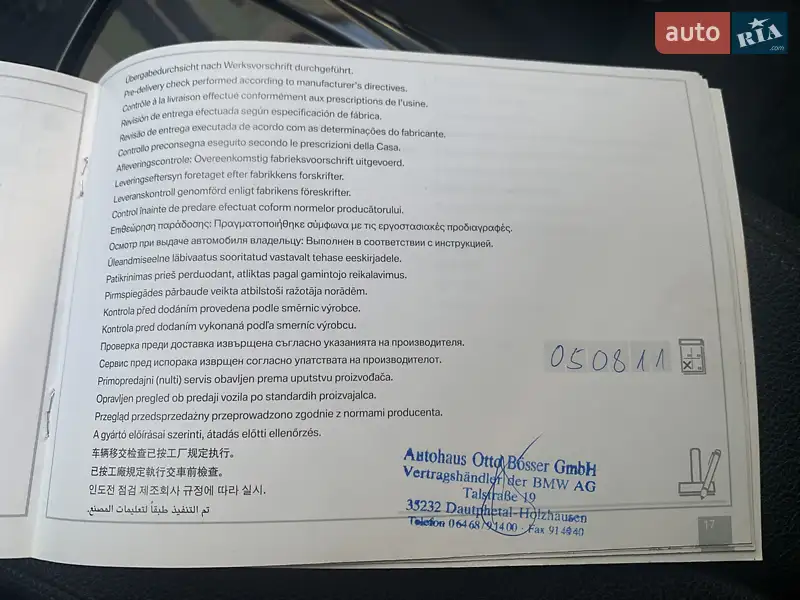 auto RIA.com
Übergabedurchsicht nach Werksvorschrift durchgeführt.
Pre-delivery check performed according to manufacturer's directives.
Contrôle à la livraison effectué conformément aux prescriptions de l'usine.
Revisión de entrega efectuada según especificación de fábrica.
Revisão de entrega executada de acordo com as determinações do fabricante.
Controllo preconsegna eseguito secondo le prescrizioni della Casa.
Afleveringscontrole: Overeenkomstig fabrieksvoorschrift uitgevoerd.
Leveringseftersyn foretaget efter fabrikkens forskrifter.
Leveranskontroll genomförd enligt fabrikens föreskrifter.
Control înainte de predare efectuat coform normelor producătorului.
Επιθεώρηση παράδοσης: Πραγματοποιήθηκε σύμφωνα με τις εργοστασιακές προδιαγραφές.
Осмотр при выдаче автомобиля владельцу: Выполнен в соответствии с инструкцией.
Üleandmiseelne läbivaatus sooritatud vastavalt tehase eeskirjadele.
Patikrinimas prieš perduodant, atliktas pagal gamintojo reikalavimus.
Pirmspiegādes pārbaude veikta atbilstoši ražotāja norādēm.
Kontrola před dodáním provedena podle směrnic výrobce.
Kontrola pred dodaním vykonaná podľa smerníc výrobcu.
Проверка преди доставка извършена съгласно указанията на производителя.
Сервис пред испорака извршен согласно упатствата на производителот.
Primopredajni (nulti) servis obavljen prema uputstvu proizvođača.
Opravljen pregled ob predaji vozila po standardih proizvajalca.
Przegląd przedsprzedażny przeprowadzono zgodnie z normami producenta.
A gyártó előírásai szerinti, átadás előtti ellenőrzés.
车辆移交检查已按工厂规定执行。
已按工廠規定執行交車前檢查。
인도전 점검 제조회사 규정에 따라 실시.
تم التنفيذ طبقاً لتعليمات المصنع.
050811
Autohaus Otto Bösser GmbH
Vertragshändler der BMW AG
Talstraße 19
35232 Dautphetal-Holzhausen
Telefon 06468/91400 · Fax 914040
17